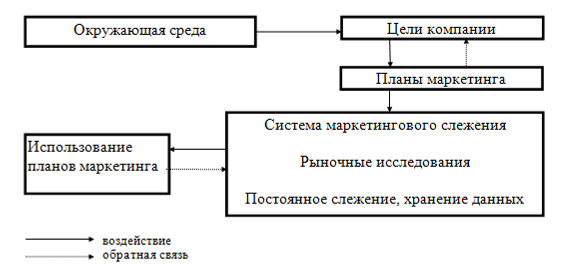 Окружающая среда
Цели компании
Планы маркетинга
Система маркетингового слежения
Рыночные исследования
Постоянное слежение, хранение данных
Использование
планов маркетинга
воздействие
обратная связь